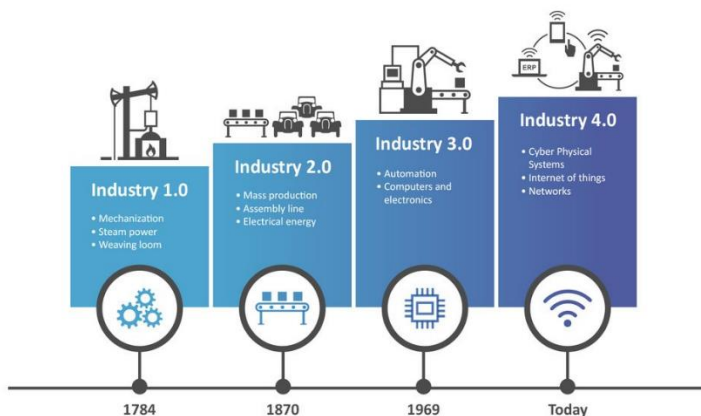 ERP
Industry 1.0
• Mechanization
• Steam power
• Weaving loom
Industry 2.0
• Mass production
• Assembly line
• Electrical energy
Industry 3.0
• Automation
• Computers and
electronics
Industry 4.0
• Cyber Physical
Systems
• Internet of things
• Networks
1784
1870
1969
Today